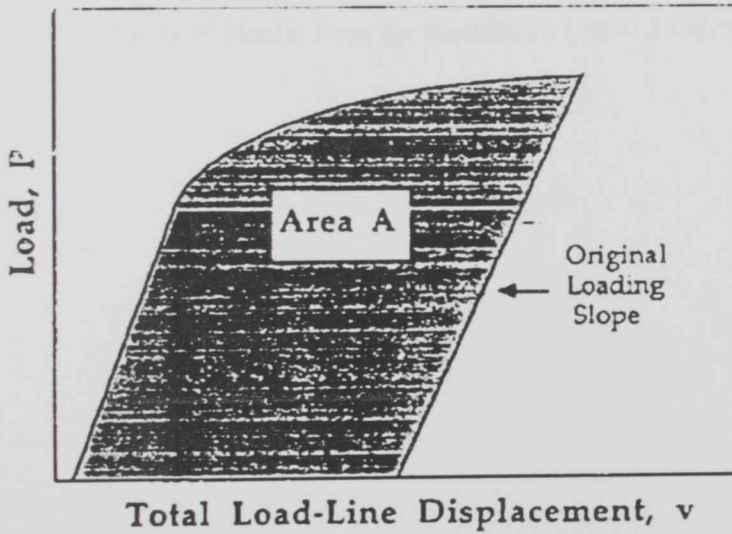 Load, P
Area A
Original
Loading
Slope
Total Load-Line Displacement, v